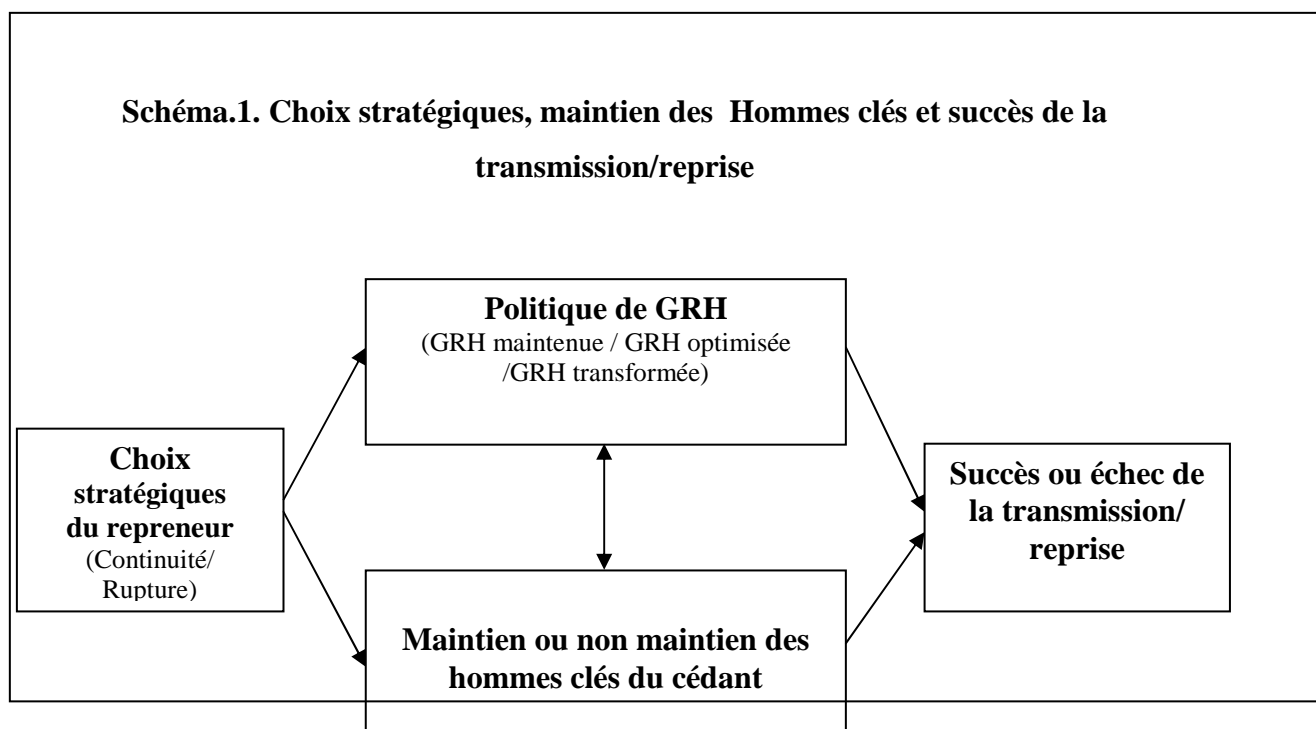 Schéma.1. Choix stratégiques, maintien des Hommes clés et succès de la
transmission/reprise
Politique de GRH
(GRH maintenue / GRH optimisée
/GRH transformée)
Choix
stratégiques
du repreneur
(Continuité/
Rupture)
Succès ou échec de
la transmission/
reprise
Maintien ou non maintien des
hommes clés du cédant